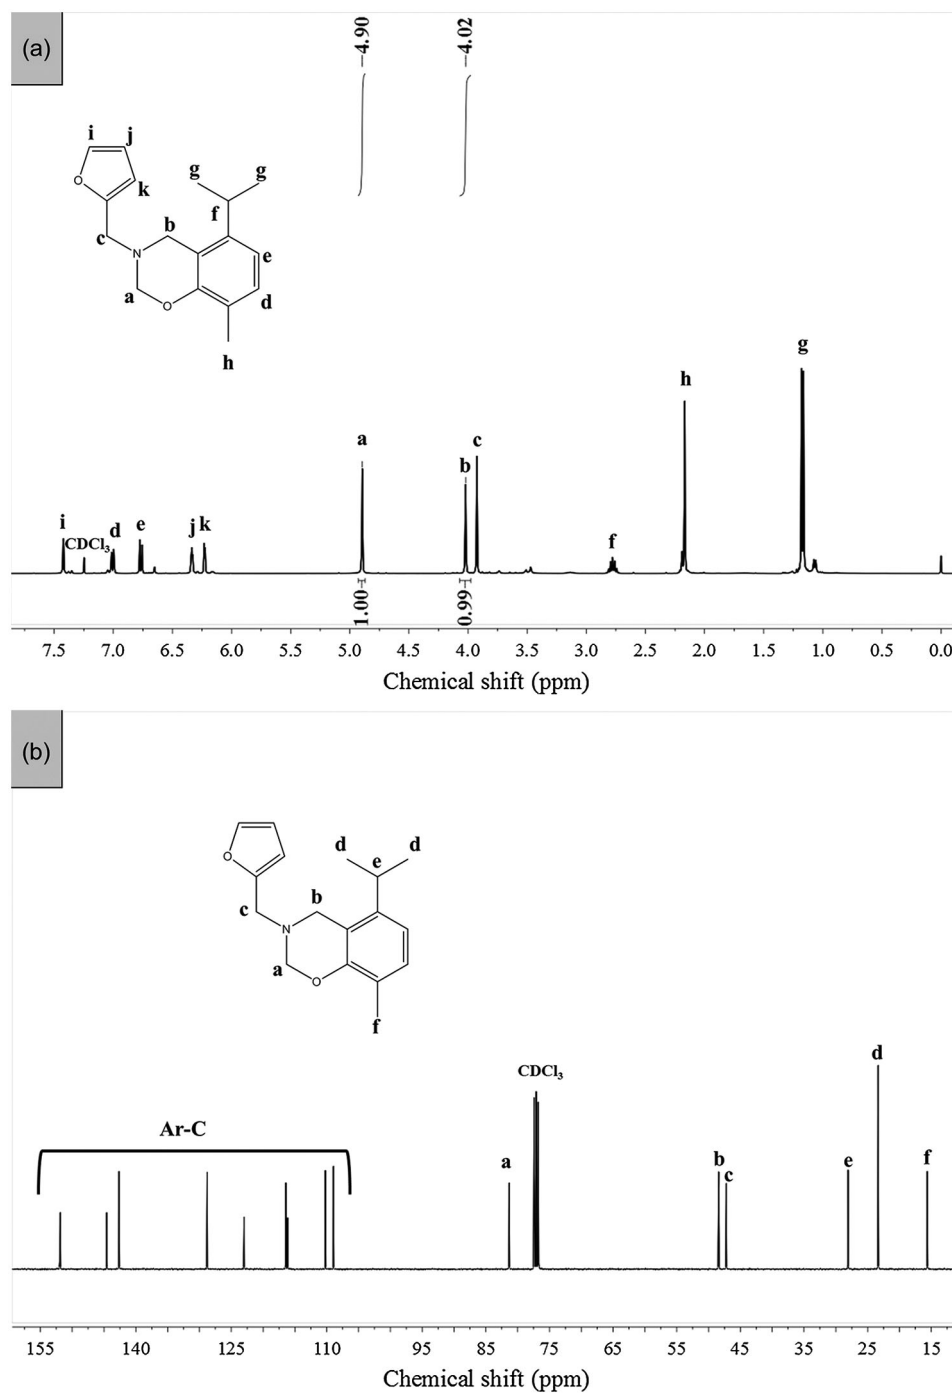 (a)
–4.90
–4.02
i
j
k
O
g
g
f
b
c
N
e
a
O
d
h
g
h
a
c
b
i
CDCl₃
d
e
j
k
f
1.00
0.99
7.5 7.0 6.5 6.0 5.5 5.0 4.5 4.0 3.5 3.0 2.5 2.0 1.5 1.0 0.5 0.0
Chemical shift (ppm)
(b)
d
d
e
O
b
c
N
a
O
f
d
CDCl₃
Ar-C
a
b
c
e
f
155 140 125 110 95 85 75 65 55 45 35 25 15
Chemical shift (ppm)